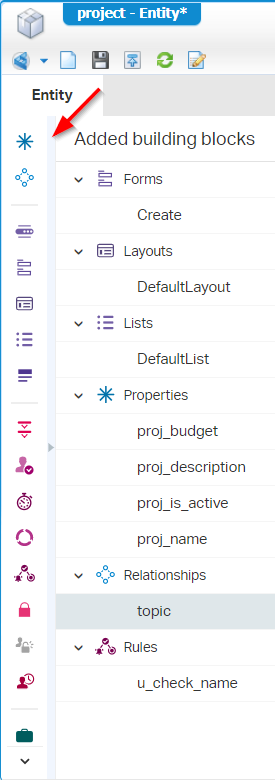 project - Entity*
Entity
Added building blocks
Forms
Create
Layouts
DefaultLayout
Lists
DefaultList
Properties
proj_budget
proj_description
proj_is_active
proj_name
Relationships
topic
Rules
u_check_name